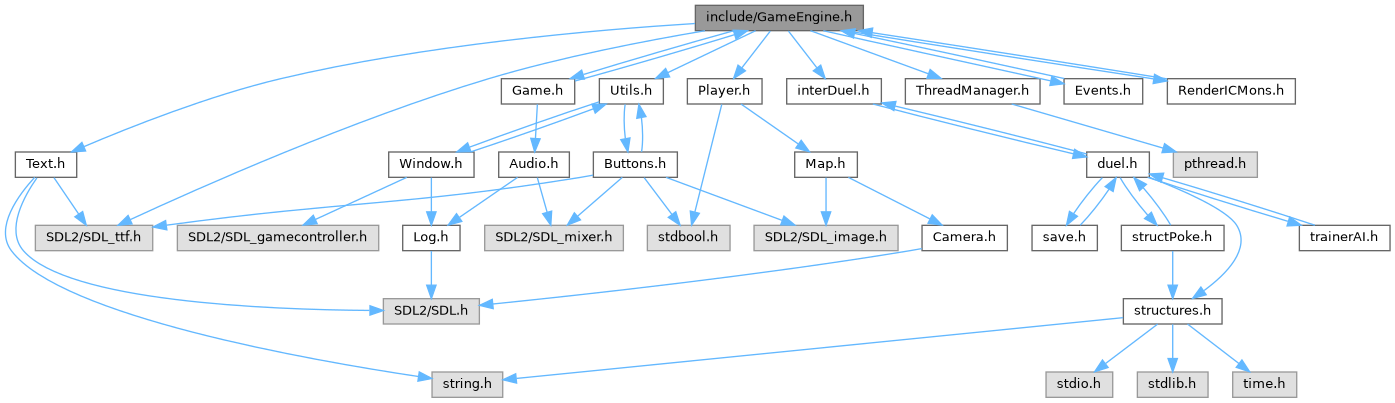 include/GameEngine.h
Game.h
Utils.h
Player.h
interDuel.h
ThreadManager.h
Events.h
RenderICMons.h
Text.h
Window.h
Audio.h
Buttons.h
Map.h
duel.h
pthread.h
SDL2/SDL_ttf.h
SDL2/SDL_gamecontroller.h
Log.h
SDL2/SDL_mixer.h
stdbool.h
SDL2/SDL_image.h
Camera.h
save.h
structPoke.h
trainerAI.h
SDL2/SDL.h
structures.h
string.h
stdio.h
stdlib.h
time.h